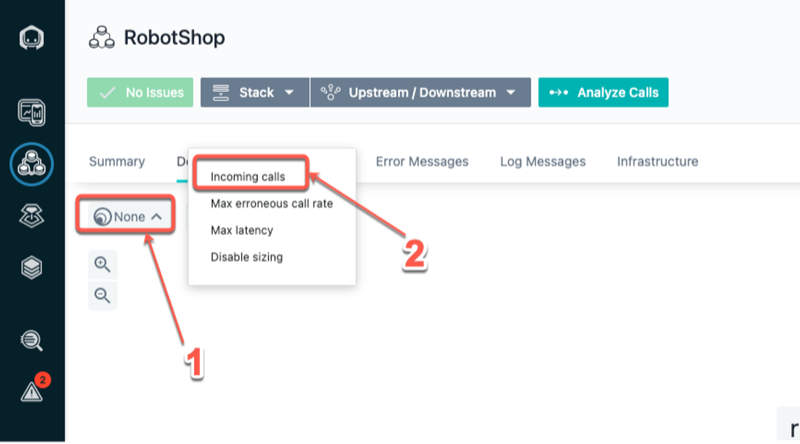 RobotShop
No Issues
Stack
Upstream / Downstream
Analyze Calls
Summary
Error Messages
Log Messages
Infrastructure
Incoming calls
Max erroneous call rate
Max latency
Disable sizing
None
2
1
2